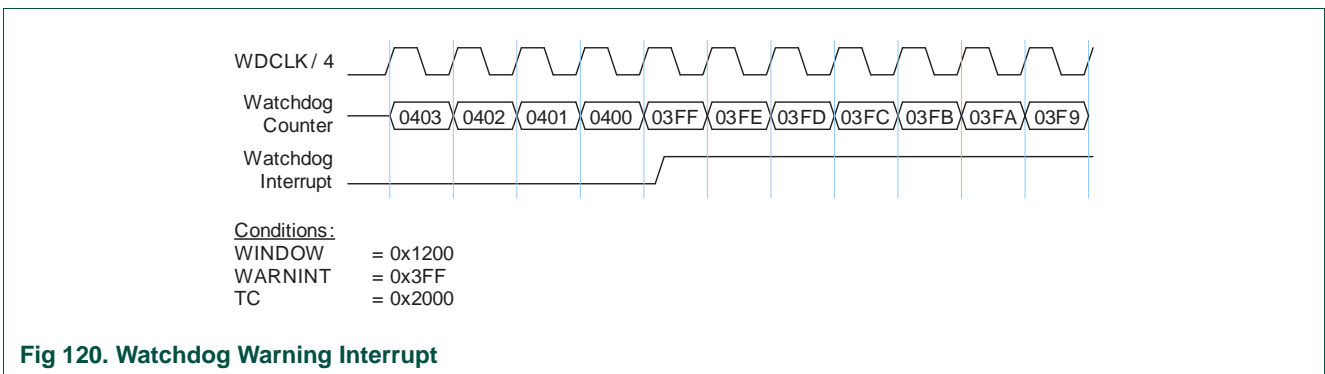 WDCLK / 4
Watchdog
Counter
0403 0402 0401 0400 03FF 03FE 03FD 03FC 03FB 03FA 03F9
Watchdog
Interrupt
Conditions:
WINDOW = 0x1200
WARNINT = 0x3FF
TC = 0x2000
Fig 120. Watchdog Warning Interrupt